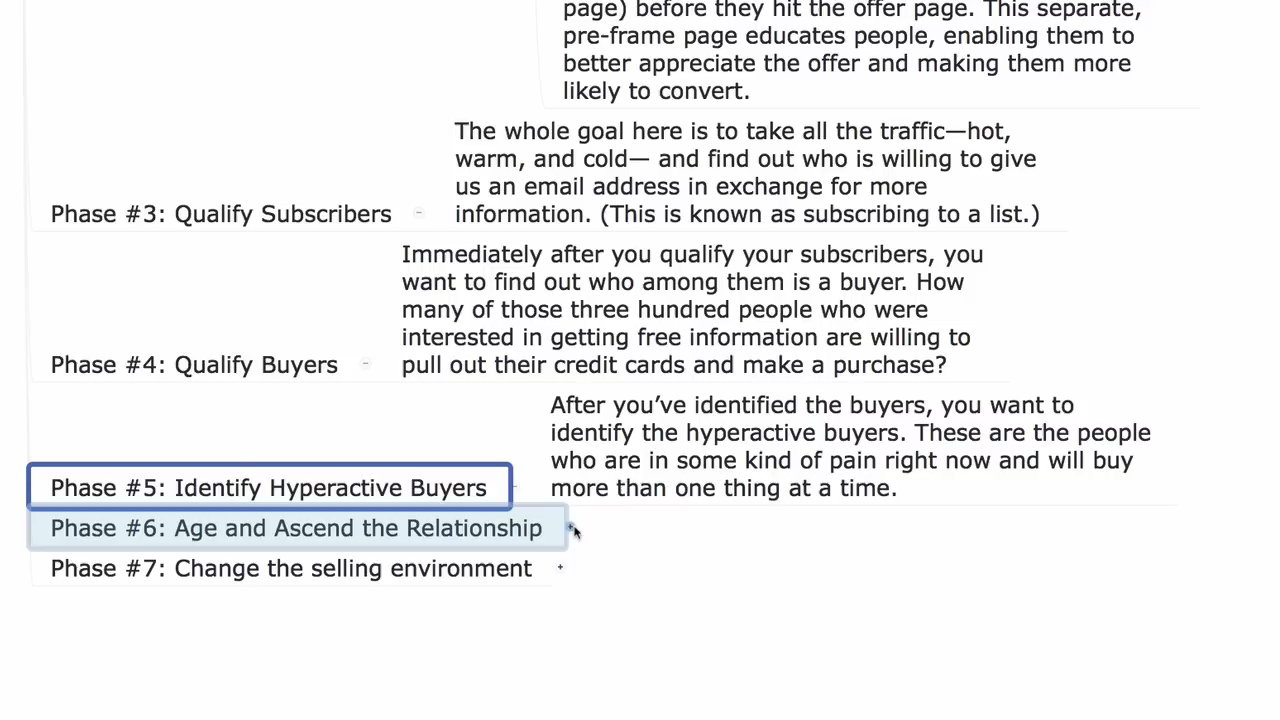 page) before they hit the offer page. This separate,
pre-frame page educates people, enabling them to
better appreciate the offer and making them more
likely to convert.
The whole goal here is to take all the traffic—hot,
warm, and cold— and find out who is willing to give
us an email address in exchange for more
information. (This is known as subscribing to a list.)
Phase #3: Qualify Subscribers
Immediately after you qualify your subscribers, you
want to find out who among them is a buyer. How
many of those three hundred people who were
interested in getting free information are willing to
pull out their credit cards and make a purchase?
Phase #4: Qualify Buyers
After you’ve identified the buyers, you want to
identify the hyperactive buyers. These are the people
who are in some kind of pain right now and will buy
more than one thing at a time.
Phase #5: Identify Hyperactive Buyers
Phase #6: Age and Ascend the Relationship
Phase #7: Change the selling environment